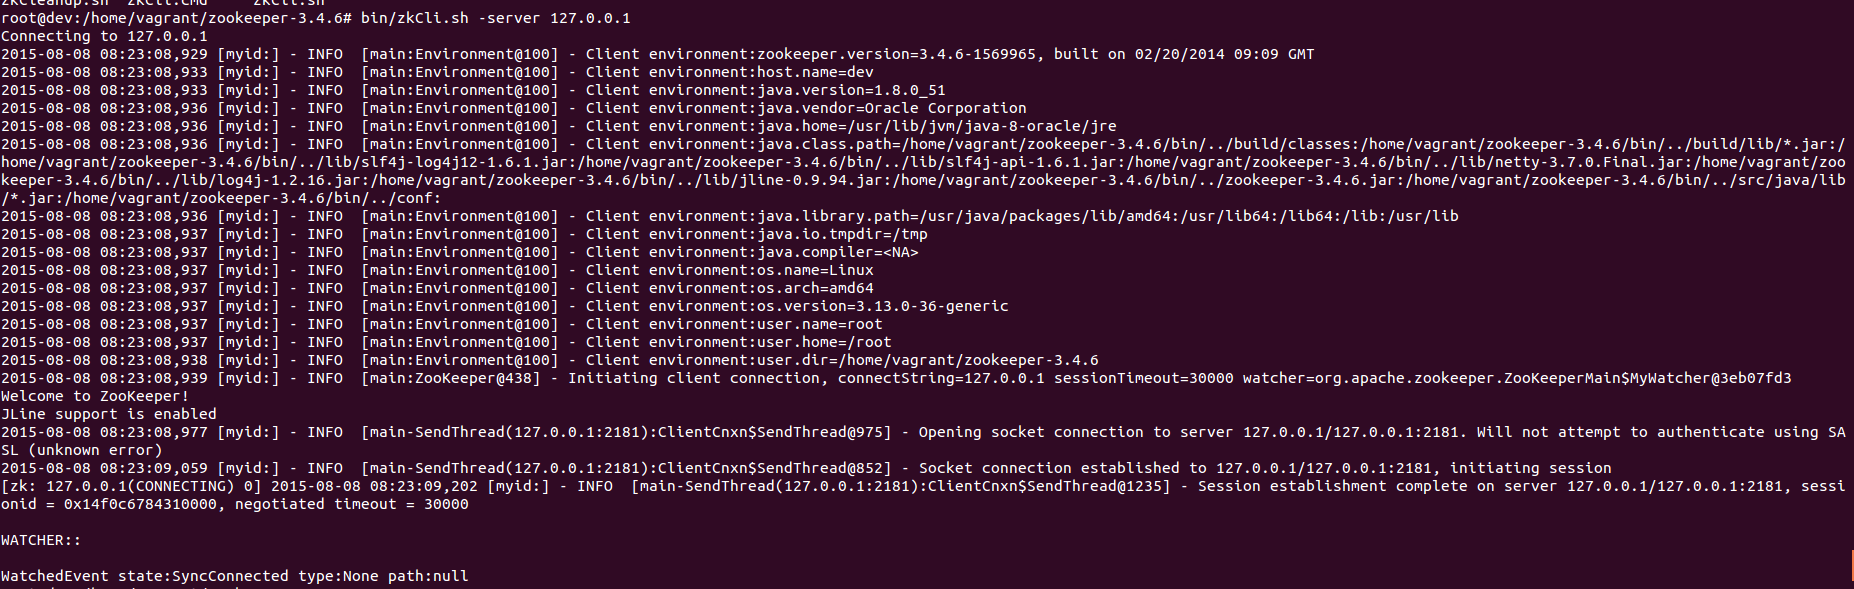 zkCleanup.sh  zkCli.cmd     zkCli.sh
root@dev:/home/vagrant/zookeeper-3.4.6# bin/zkCli.sh -server 127.0.0.1
Connecting to 127.0.0.1
2015-08-08 08:23:08,929 [myid:] - INFO  [main:Environment@100] - Client environment:zookeeper.version=3.4.6-1569965, built on 02/20/2014 09:09 GMT
2015-08-08 08:23:08,933 [myid:] - INFO  [main:Environment@100] - Client environment:host.name=dev
2015-08-08 08:23:08,933 [myid:] - INFO  [main:Environment@100] - Client environment:java.version=1.8.0_51
2015-08-08 08:23:08,936 [myid:] - INFO  [main:Environment@100] - Client environment:java.vendor=Oracle Corporation
2015-08-08 08:23:08,936 [myid:] - INFO  [main:Environment@100] - Client environment:java.home=/usr/lib/jvm/java-8-oracle/jre
2015-08-08 08:23:08,936 [myid:] - INFO  [main:Environment@100] - Client environment:java.class.path=/home/vagrant/zookeeper-3.4.6/bin/../build/classes:/home/vagrant/zookeeper-3.4.6/bin/../build/lib/*.jar:/
home/vagrant/zookeeper-3.4.6/bin/../lib/slf4j-log4j12-1.6.1.jar:/home/vagrant/zookeeper-3.4.6/bin/../lib/slf4j-api-1.6.1.jar:/home/vagrant/zookeeper-3.4.6/bin/../lib/netty-3.7.0.Final.jar:/home/vagrant/zoo
keeper-3.4.6/bin/../lib/log4j-1.2.16.jar:/home/vagrant/zookeeper-3.4.6/bin/../lib/jline-0.9.94.jar:/home/vagrant/zookeeper-3.4.6/bin/../zookeeper-3.4.6.jar:/home/vagrant/zookeeper-3.4.6/bin/../src/java/lib
/*.jar:/home/vagrant/zookeeper-3.4.6/bin/../conf:
2015-08-08 08:23:08,936 [myid:] - INFO  [main:Environment@100] - Client environment:java.library.path=/usr/java/packages/lib/amd64:/usr/lib64:/lib64:/lib:/usr/lib
2015-08-08 08:23:08,937 [myid:] - INFO  [main:Environment@100] - Client environment:java.io.tmpdir=/tmp
2015-08-08 08:23:08,937 [myid:] - INFO  [main:Environment@100] - Client environment:java.compiler=<NA>
2015-08-08 08:23:08,937 [myid:] - INFO  [main:Environment@100] - Client environment:os.name=Linux
2015-08-08 08:23:08,937 [myid:] - INFO  [main:Environment@100] - Client environment:os.arch=amd64
2015-08-08 08:23:08,937 [myid:] - INFO  [main:Environment@100] - Client environment:os.version=3.13.0-36-generic
2015-08-08 08:23:08,937 [myid:] - INFO  [main:Environment@100] - Client environment:user.name=root
2015-08-08 08:23:08,937 [myid:] - INFO  [main:Environment@100] - Client environment:user.home=/root
2015-08-08 08:23:08,938 [myid:] - INFO  [main:Environment@100] - Client environment:user.dir=/home/vagrant/zookeeper-3.4.6
2015-08-08 08:23:08,939 [myid:] - INFO  [main:ZooKeeper@438] - Initiating client connection, connectString=127.0.0.1 sessionTimeout=30000 watcher=org.apache.zookeeper.ZooKeeperMain$MyWatcher@3eb07fd3
Welcome to ZooKeeper!
JLine support is enabled
2015-08-08 08:23:08,977 [myid:] - INFO  [main-SendThread(127.0.0.1:2181):ClientCnxn$SendThread@975] - Opening socket connection to server 127.0.0.1/127.0.0.1:2181. Will not attempt to authenticate using SA
SL (unknown error)
2015-08-08 08:23:09,059 [myid:] - INFO  [main-SendThread(127.0.0.1:2181):ClientCnxn$SendThread@852] - Socket connection established to 127.0.0.1/127.0.0.1:2181, initiating session
[zk: 127.0.0.1(CONNECTING) 0] 2015-08-08 08:23:09,202 [myid:] - INFO  [main-SendThread(127.0.0.1:2181):ClientCnxn$SendThread@1235] - Session establishment complete on server 127.0.0.1/127.0.0.1:2181, sessi
onid = 0x14f0c6784310000, negotiated timeout = 30000
WATCHER::
WatchedEvent state:SyncConnected type:None path:null